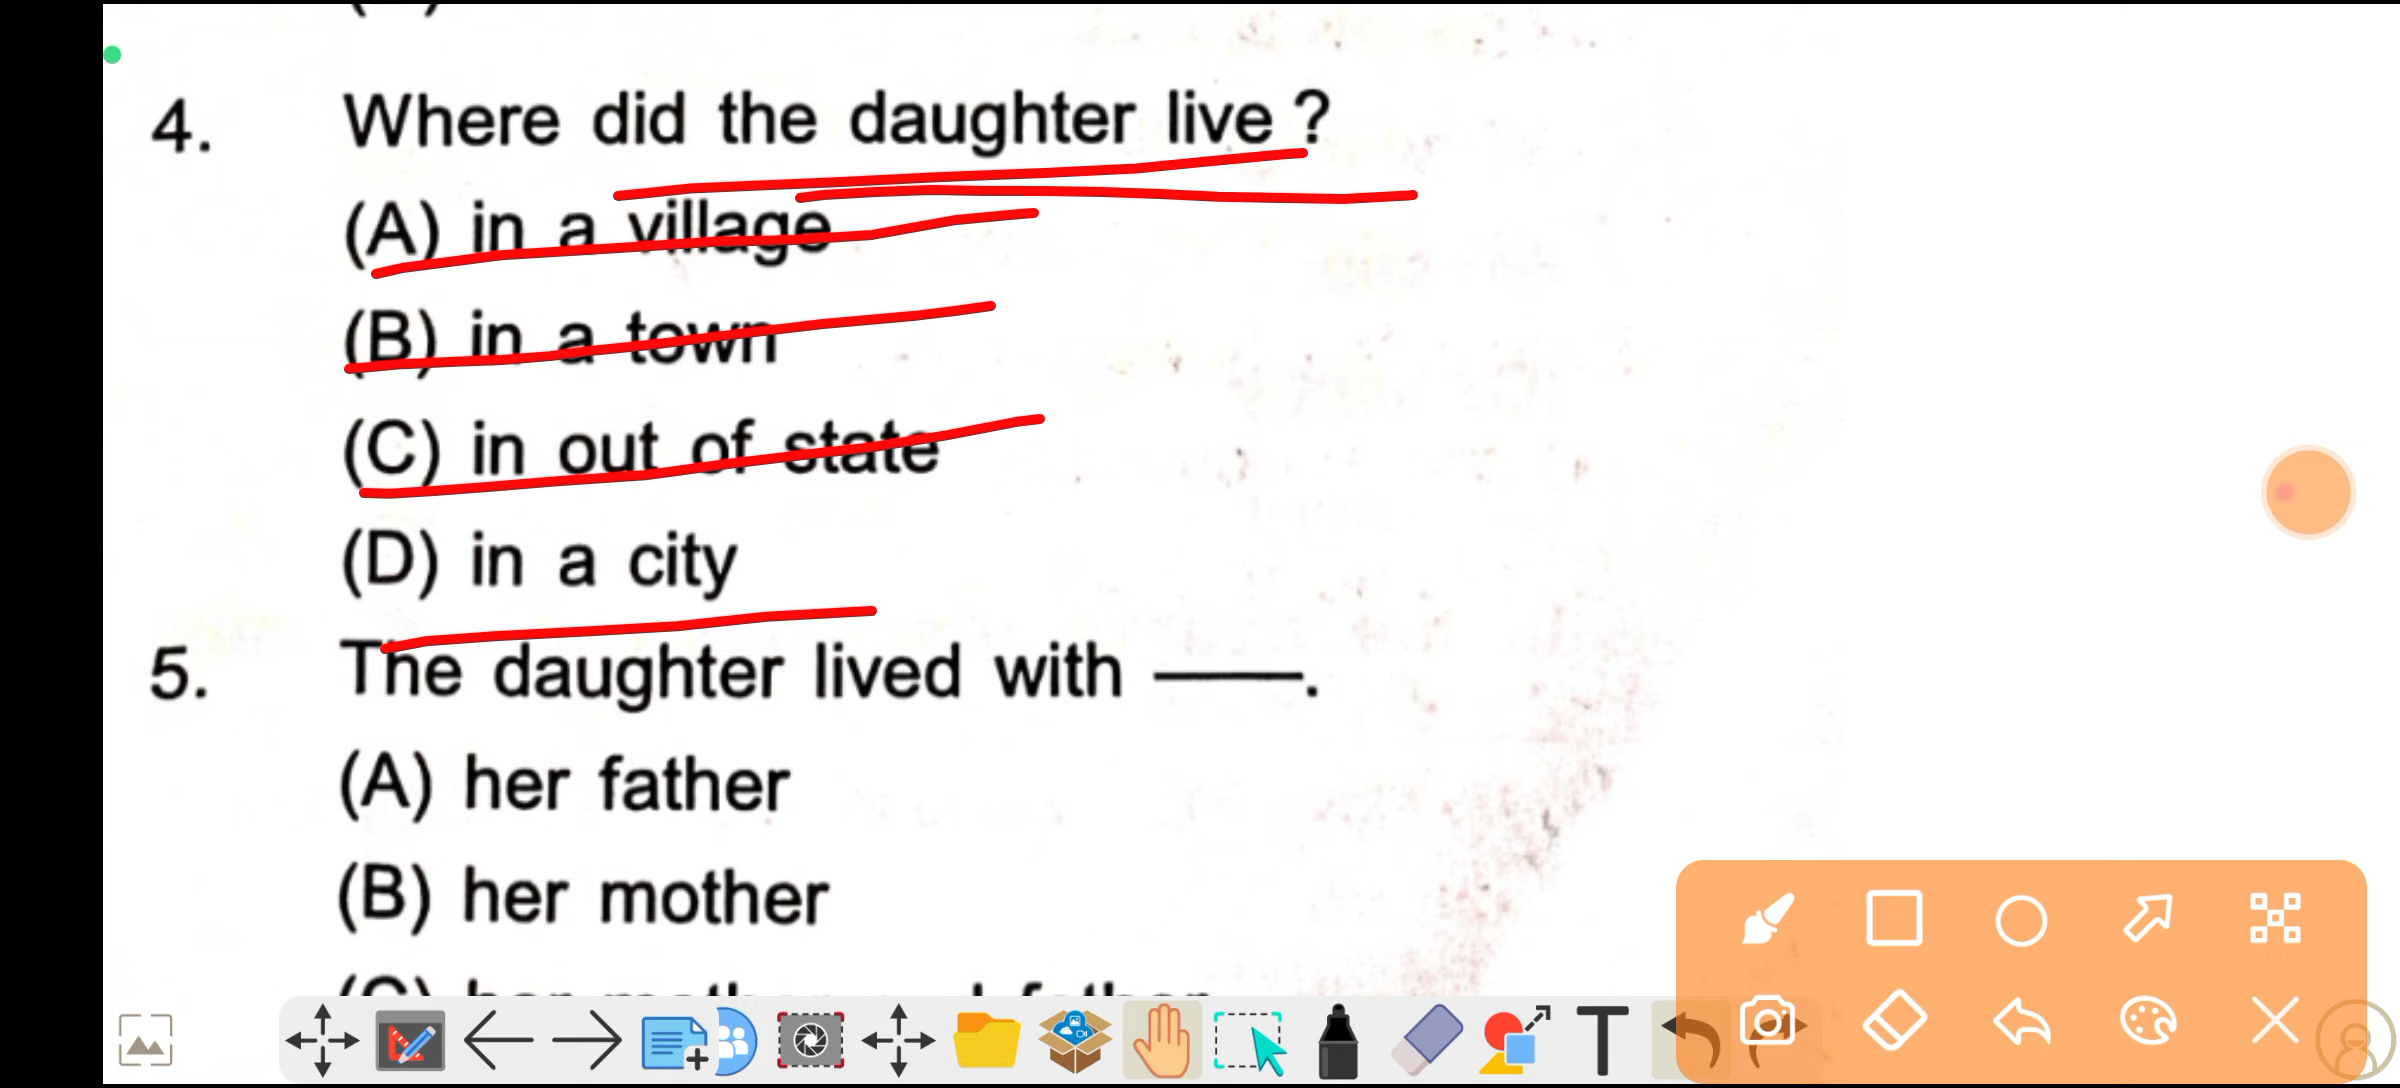 4. Where did the daughter live ?
(A) in a village
(B) in a town
(C) in out of state
(D) in a city
5. The daughter lived with ——.
(A) her father
(B) her mother